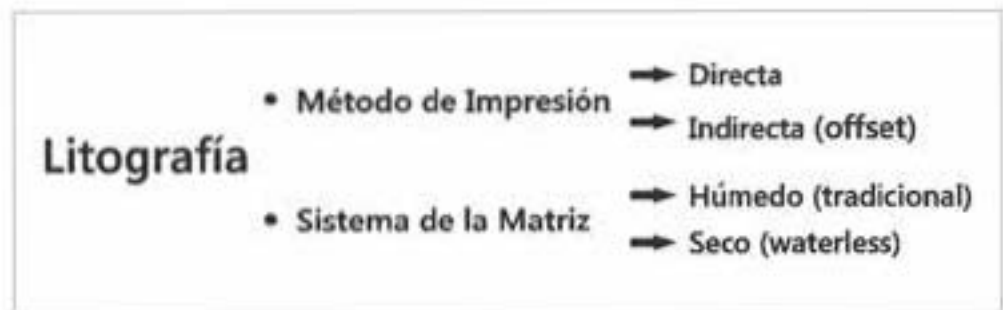 Litografía
• Método de Impresión
➡ Directa
➡ Indirecta (offset)
• Sistema de la Matriz
➡ Húmedo (tradicional)
➡ Seco (waterless)